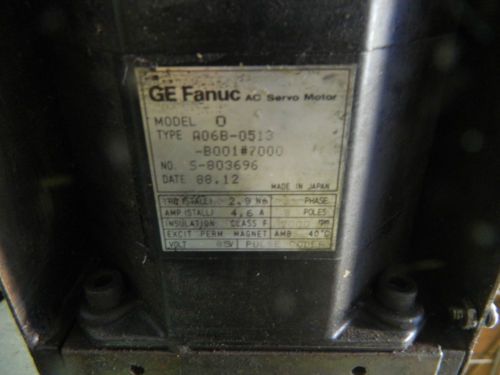 GE Fanuc AC Servo Motor
MODEL 0
TYPE A06B-0513
-B001#7000
NO. S-803696
DATE 88.12
MADE IN JAPAN
TRQ (STALL) 2.9 Nm PHASE
AMP (STALL) 4.6 A POLES
INSULATION CLASS F
EXCIT PERM MAGNET AMB 40°C
VOLT PULSE CODER